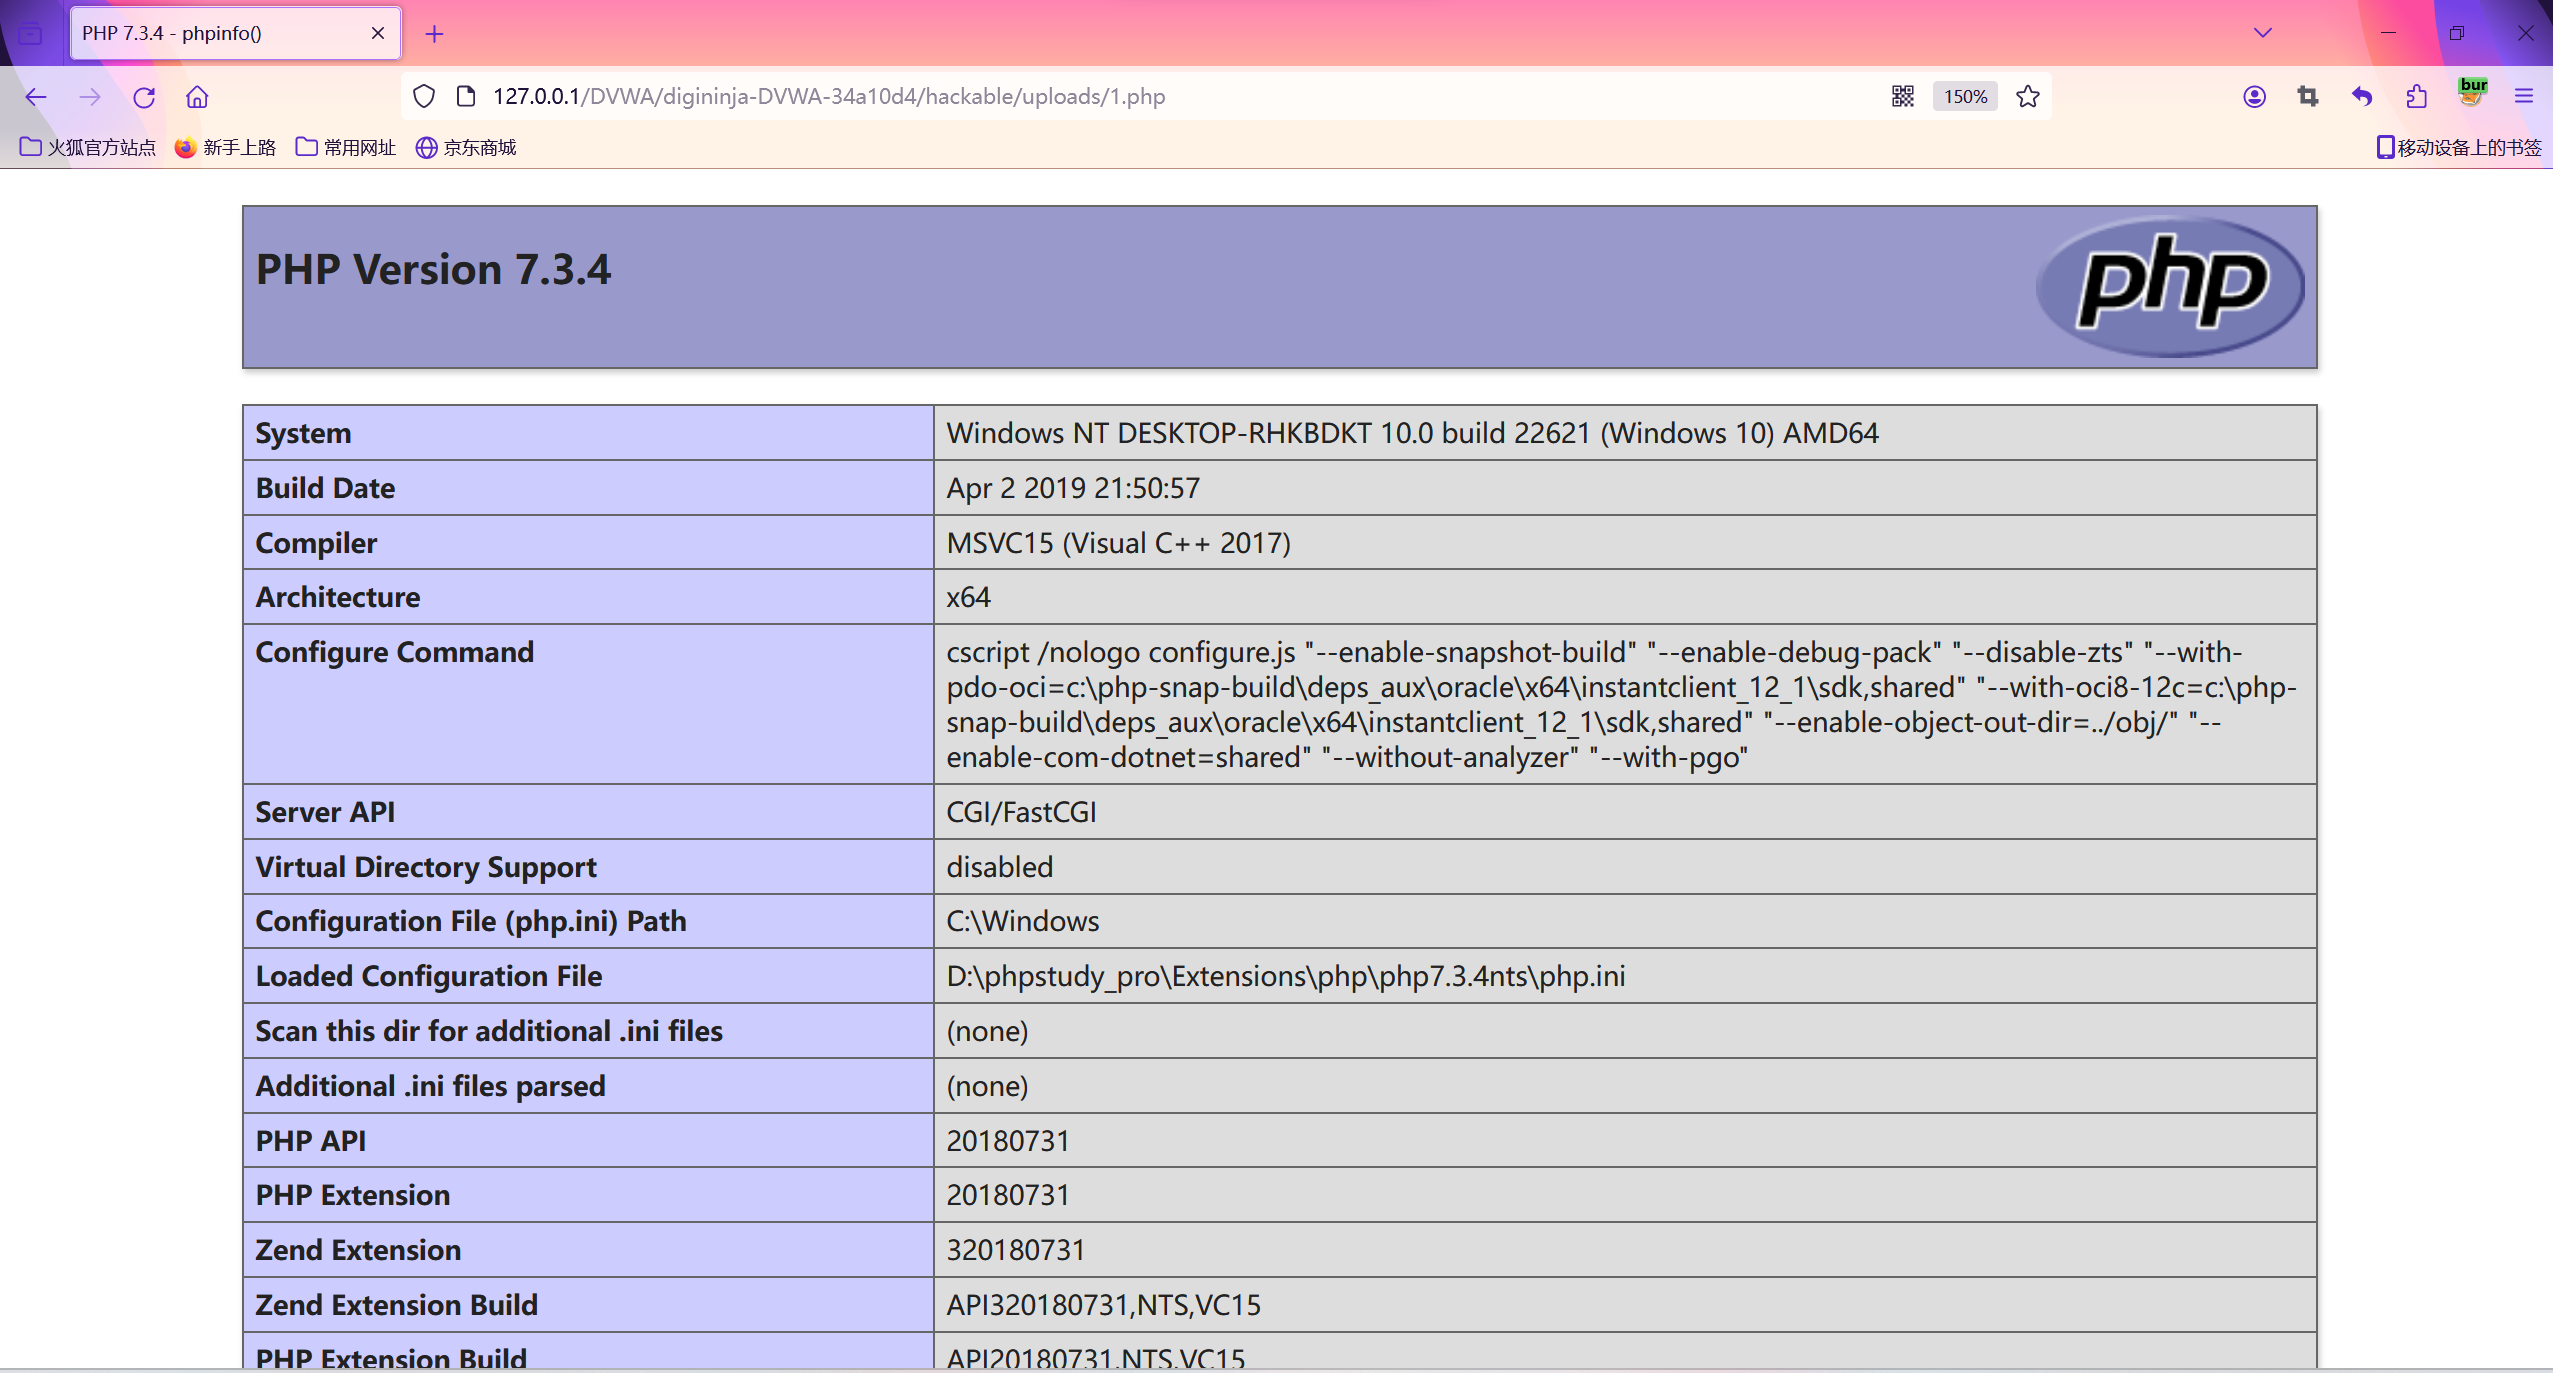 PHP 7.3.4 - phpinfo()
127.0.0.1/DVWA/digininja-DVWA-34a10d4/hackable/uploads/1.php
150%
bur
火狐官方站点 新手上路 常用网址 京东商城 移动设备上的书签
PHP Version 7.3.4
php
System Windows NT DESKTOP-RHKBDKT 10.0 build 22621 (Windows 10) AMD64
Build Date Apr 2 2019 21:50:57
Compiler MSVC15 (Visual C++ 2017)
Architecture x64
Configure Command cscript /nologo configure.js "--enable-snapshot-build" "--enable-debug-pack" "--disable-zts" "--with-
pdo-oci=c:\php-snap-build\deps_aux\oracle\x64\instantclient_12_1\sdk,shared" "--with-oci8-12c=c:\php-
snap-build\deps_aux\oracle\x64\instantclient_12_1\sdk,shared" "--enable-object-out-dir=../obj/" "--
enable-com-dotnet=shared" "--without-analyzer" "--with-pgo"
Server API CGI/FastCGI
Virtual Directory Support disabled
Configuration File (php.ini) Path C:\Windows
Loaded Configuration File D:\phpstudy_pro\Extensions\php\php7.3.4nts\php.ini
Scan this dir for additional .ini files (none)
Additional .ini files parsed (none)
PHP API 20180731
PHP Extension 20180731
Zend Extension 320180731
Zend Extension Build API320180731,NTS,VC15
PHP Extension Build API20180731,NTS,VC15